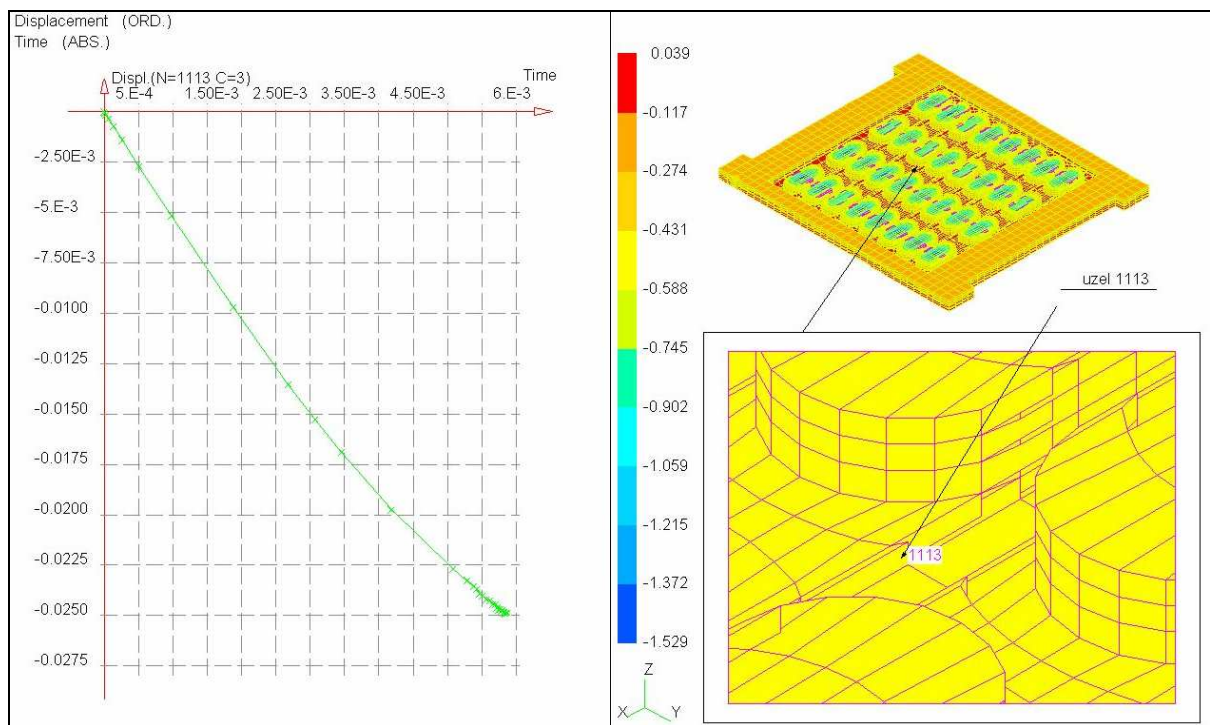 Displacement (ORD.)
Time (ABS.)
Displ.(N=1113 C=3)
Time
5.E-4 1.50E-3 2.50E-3 3.50E-3 4.50E-3 6.E-3
-2.50E-3
-5.E-3
-7.50E-3
-0.0100
-0.0125
-0.0150
-0.0175
-0.0200
-0.0225
-0.0250
-0.0275
0.039
-0.117
-0.274
-0.431
-0.588
-0.745
-0.902
-1.059
-1.215
-1.372
-1.529
Z
X
Y
uzel 1113
1113